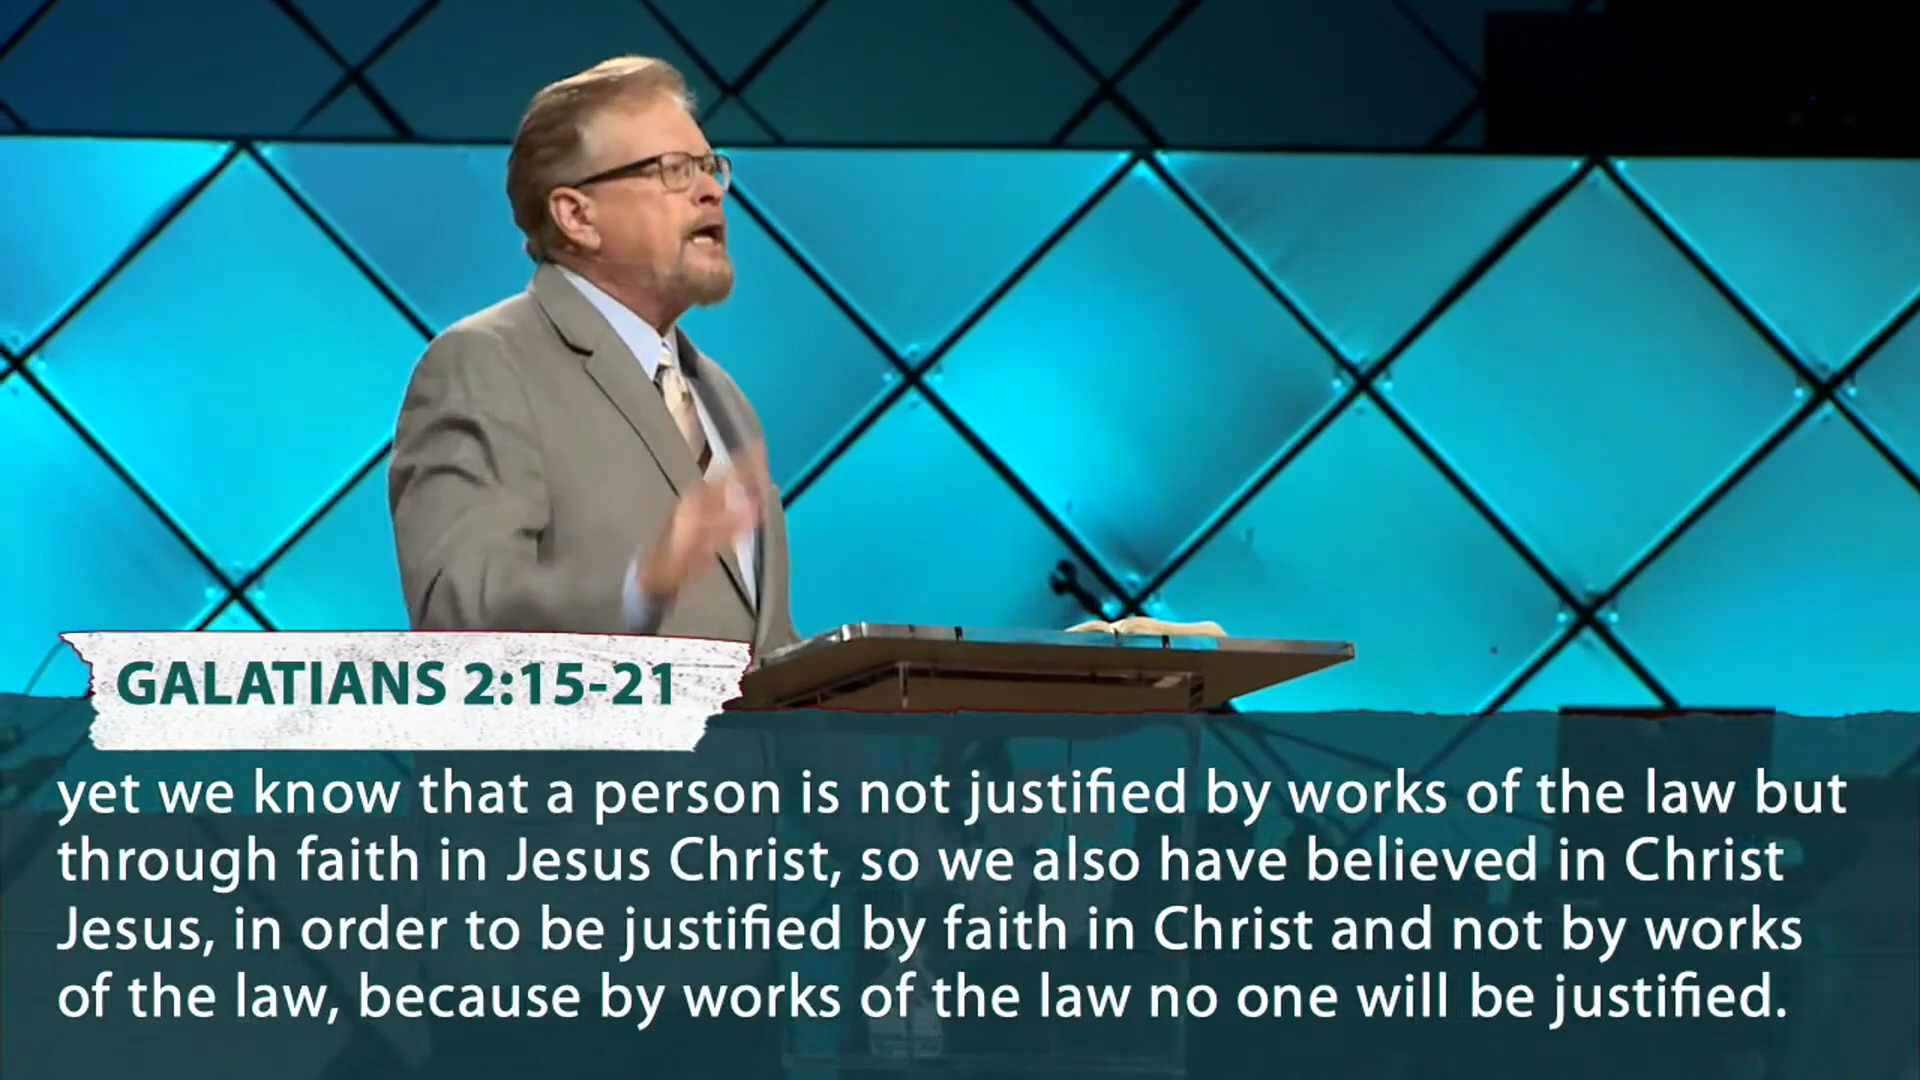 GALATIANS 2:15-21
yet we know that a person is not justified by works of the law but
through faith in Jesus Christ, so we also have believed in Christ
Jesus, in order to be justified by faith in Christ and not by works
of the law, because by works of the law no one will be justified.